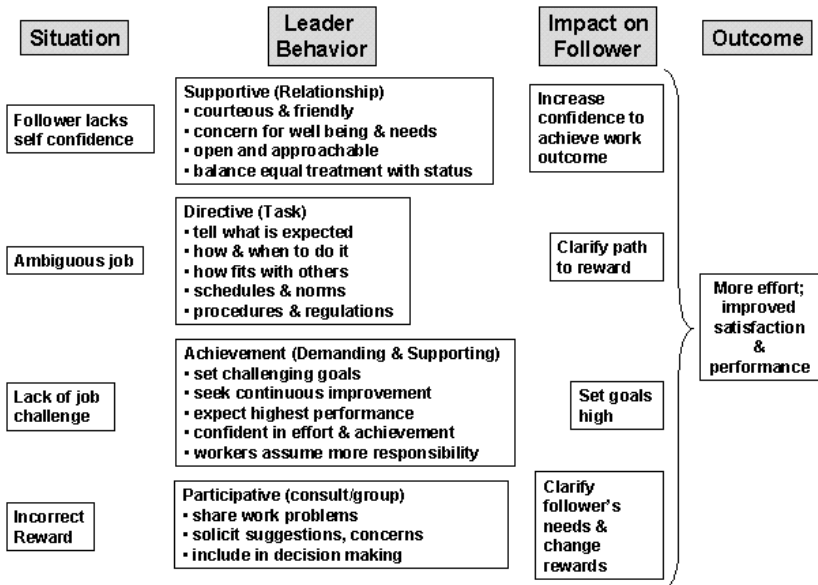 Situation
Leader
Behavior
Impact on
Follower
Outcome
Follower lacks
self confidence
Supportive (Relationship)
▪ courteous & friendly
▪ concern for well being & needs
▪ open and approachable
▪ balance equal treatment with status
Increase
confidence to
achieve work
outcome
Ambiguous job
Directive (Task)
▪ tell what is expected
▪ how & when to do it
▪ how fits with others
▪ schedules & norms
▪ procedures & regulations
Clarify path
to reward
Lack of job
challenge
Achievement (Demanding & Supporting)
▪ set challenging goals
▪ seek continuous improvement
▪ expect highest performance
▪ confident in effort & achievement
▪ workers assume more responsibility
Set goals
high
Incorrect
Reward
Participative (consult/group)
▪ share work problems
▪ solicit suggestions, concerns
▪ include in decision making
Clarify
follower's
needs &
change
rewards
More effort;
improved
satisfaction
&
performance